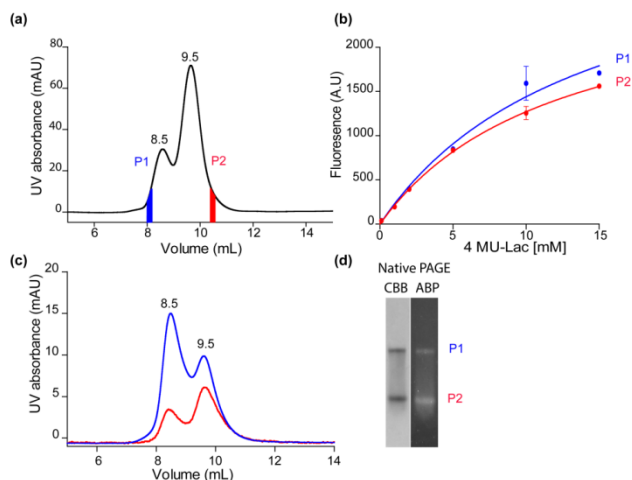 (a)
UV absorbance (mAU)
80
60
40
20
0
8.5
9.5
P1
P2
6
8
10
12
14
Volume (mL)
(b)
Fluoresence (A.U)
2000
1500
1000
500
0
P1
P2
0
5
10
15
4 MU-Lac [mM]
(c)
UV absorbance (mAU)
20
15
10
5
0
8.5
9.5
6
8
10
12
14
Volume (mL)
(d)
Native PAGE
CBB ABP
P1
P2